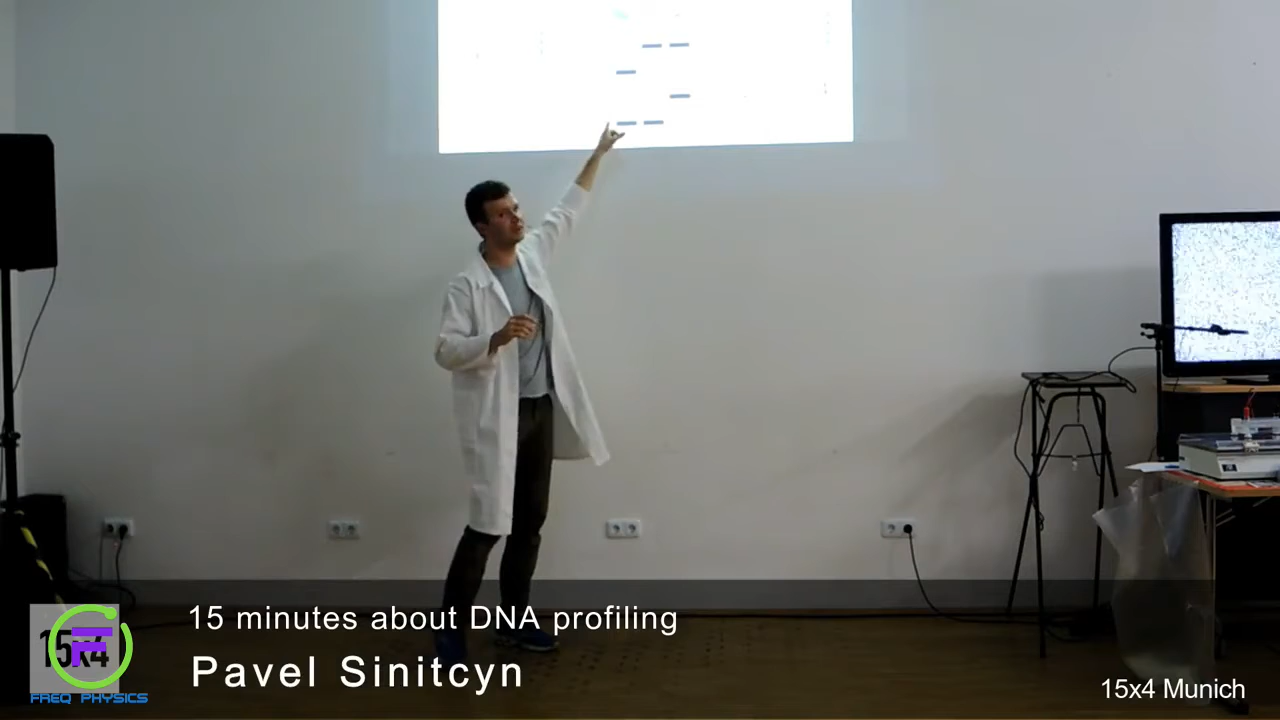 15 minutes about DNA profiling
Pavel Sinitcyn
15x4
FREQ PHYSICS
15x4 Munich